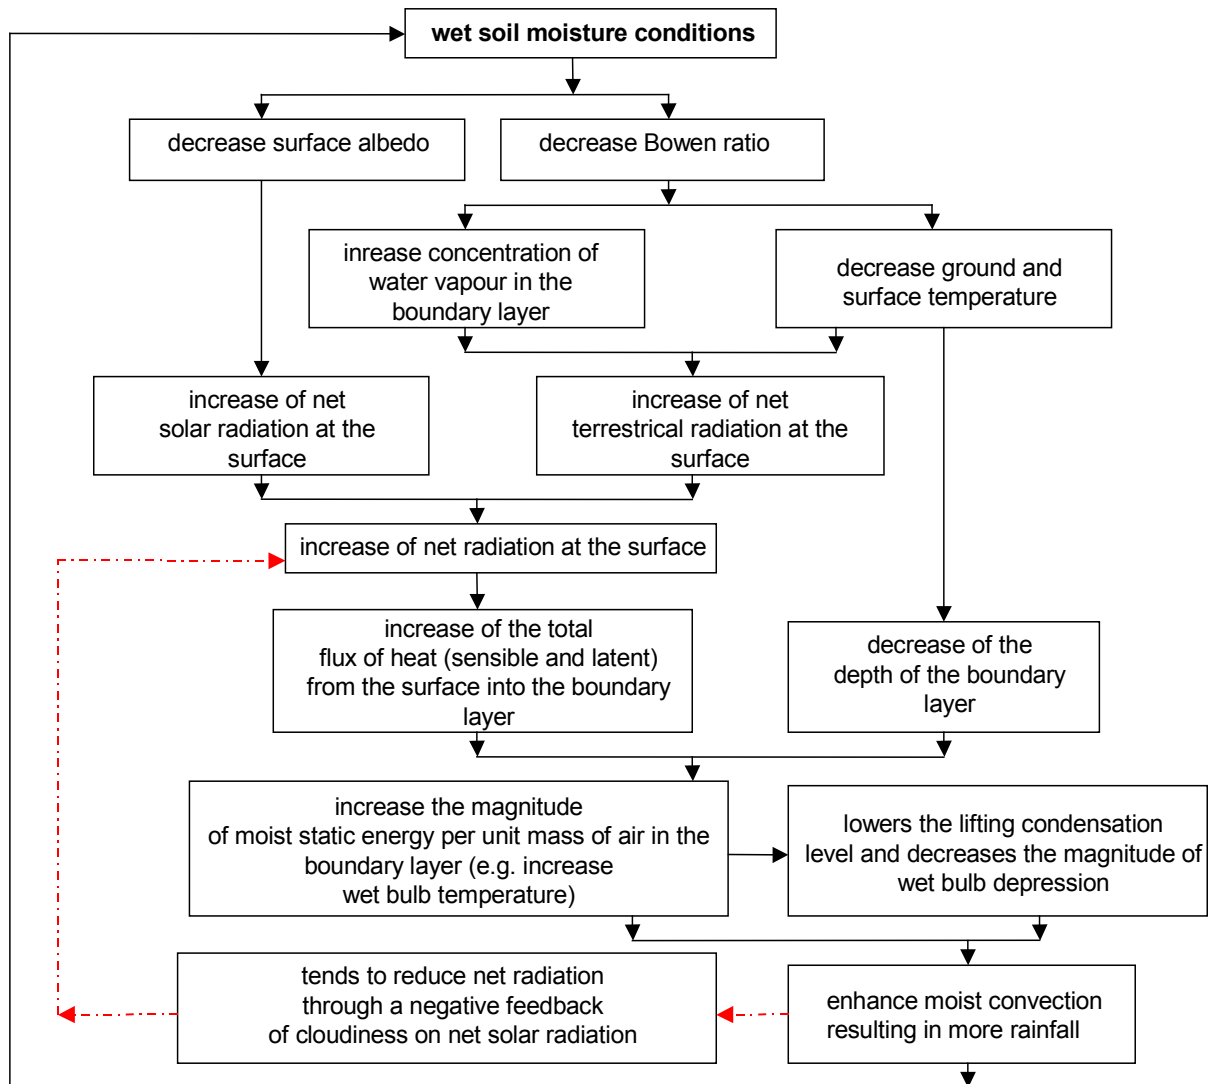 wet soil moisture conditions
decrease surface albedo
decrease Bowen ratio
inrease concentration of
water vapour in the
boundary layer
decrease ground and
surface temperature
increase of net
solar radiation at the
surface
increase of net
terrestrical radiation at the
surface
increase of net radiation at the surface
increase of the total
flux of heat (sensible and latent)
from the surface into the boundary
layer
decrease of the
depth of the boundary
layer
increase the magnitude
of moist static energy per unit mass of air in the
boundary layer (e.g. increase
wet bulb temperature)
lowers the lifting condensation
level and decreases the magnitude of
wet bulb depression
tends to reduce net radiation
through a negative feedback
of cloudiness on net solar radiation
enhance moist convection
resulting in more rainfall